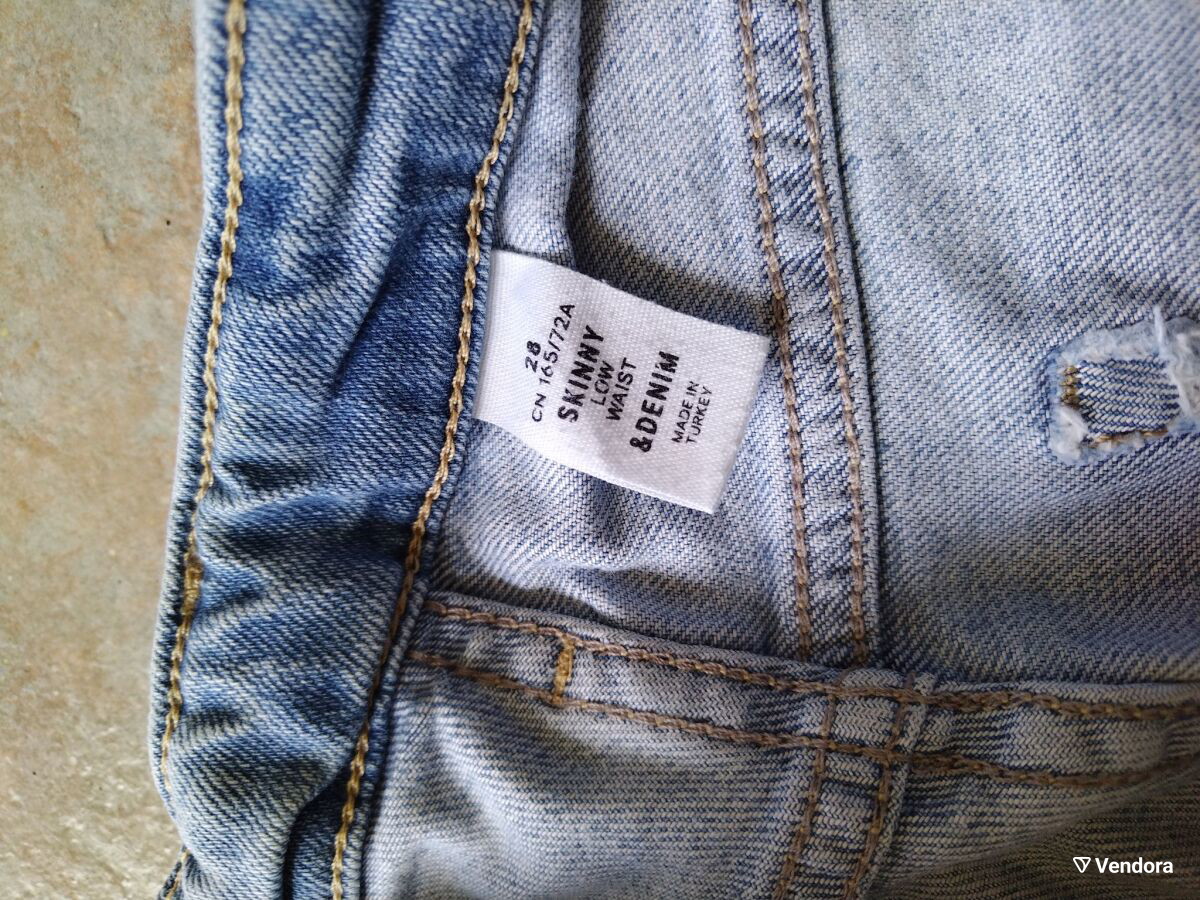 28
CN 165/72A
SKINNY
LOW
WAIST
&DENIM
MADE IN
TURKEY
Vendora